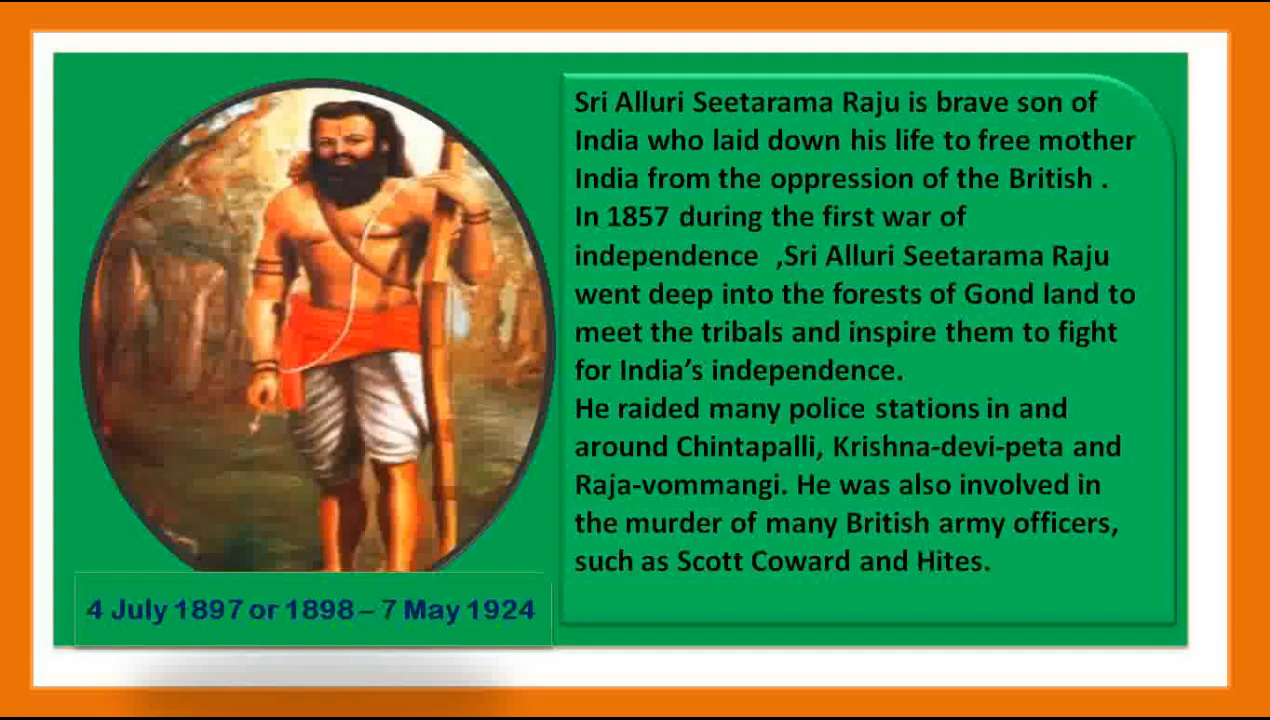 Sri Alluri Seetarama Raju is brave son of
India who laid down his life to free mother
India from the oppression of the British .
In 1857 during the first war of
independence ,Sri Alluri Seetarama Raju
went deep into the forests of Gond land to
meet the tribals and inspire them to fight
for India’s independence.
He raided many police stations in and
around Chintapalli, Krishna-devi-peta and
Raja-vommangi. He was also involved in
the murder of many British army officers,
such as Scott Coward and Hites.
4 July 1897 or 1898 – 7 May 1924